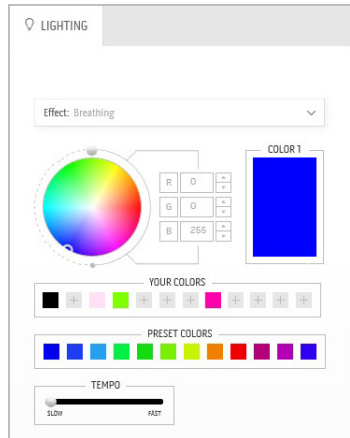 LIGHTING
Effect: Breathing
COLOR 1
R 0
G 0
B 255
YOUR COLORS
PRESET COLORS
TEMPO
SLOW FAST